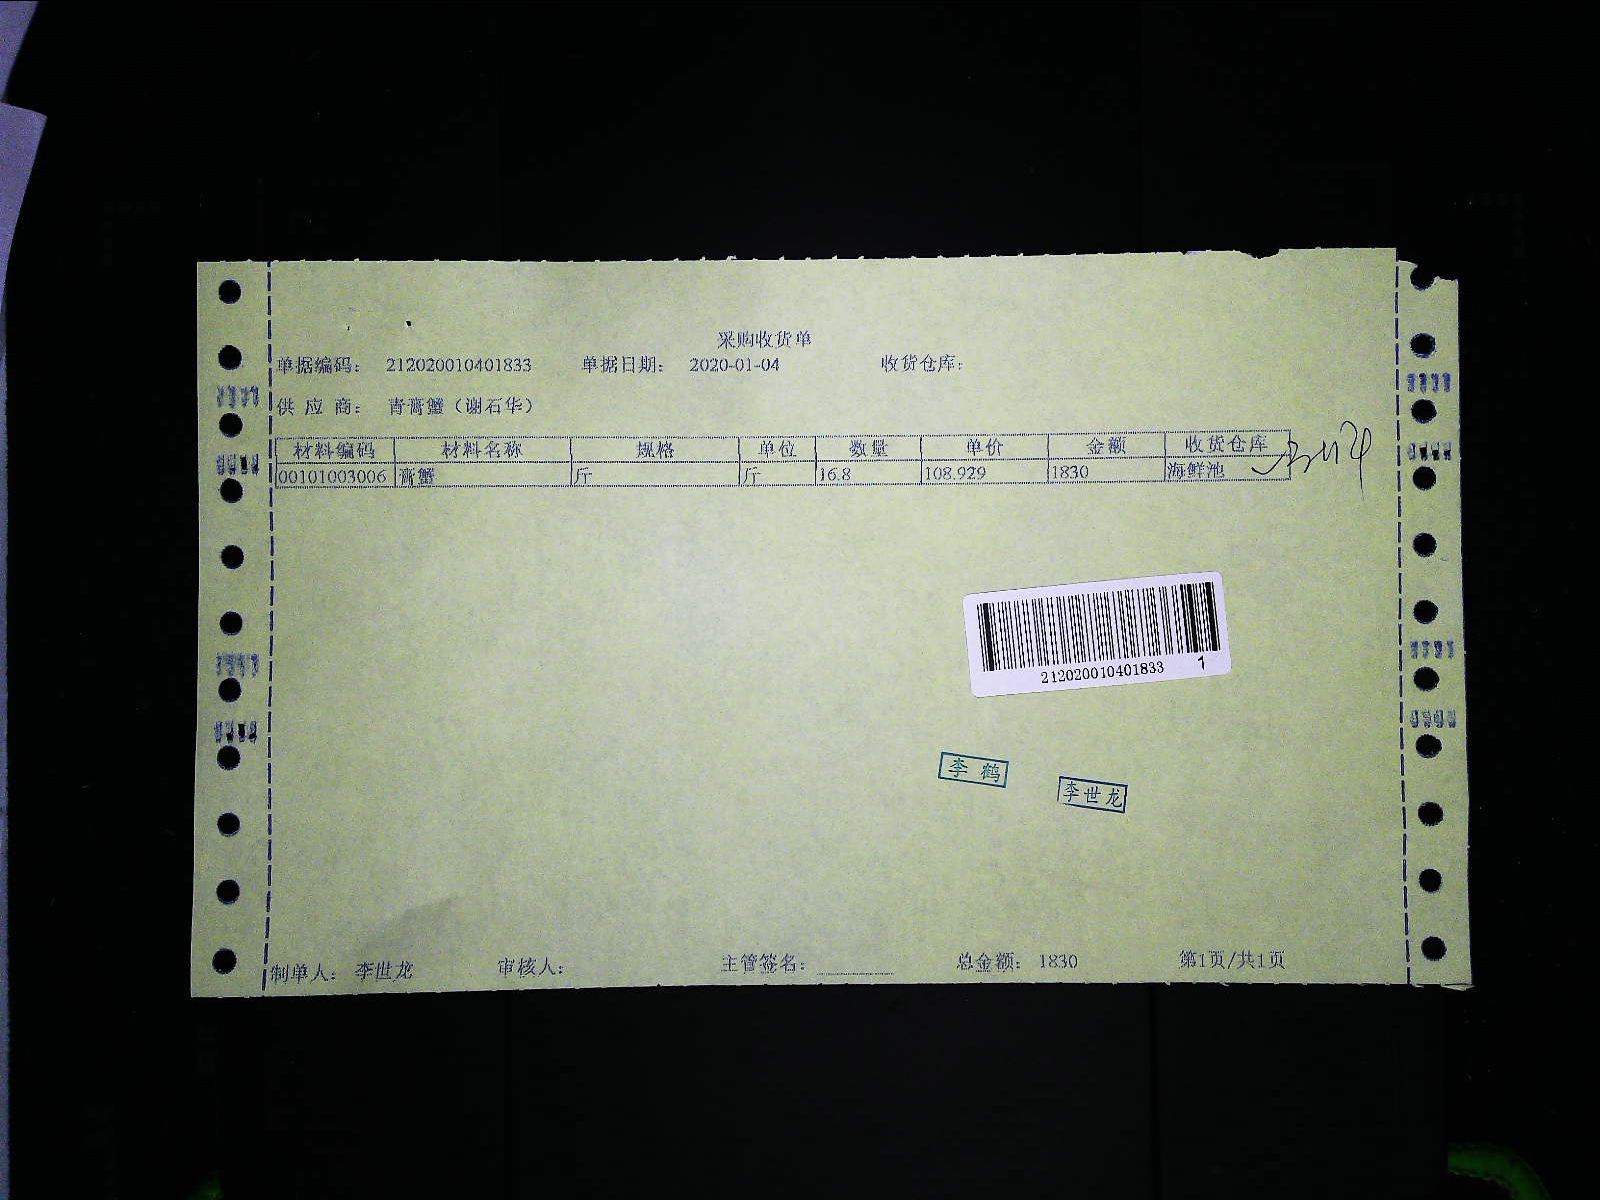 采购收货单
单据编码: 212020010401833 单据日期: 2020-01-04 收货仓库:
供 应 商: 青膏蟹（谢石华）
材料编码 材料名称 规格 单位 数量 单价 金额 收货仓库
00101003006 膏蟹 斤 斤 16.8 108.929 1830 海鲜池
212020010401833 1
李 鹤
李世龙
制单人: 李世龙 审核人: 主管签名: 总金额: 1830 第1页/共1页